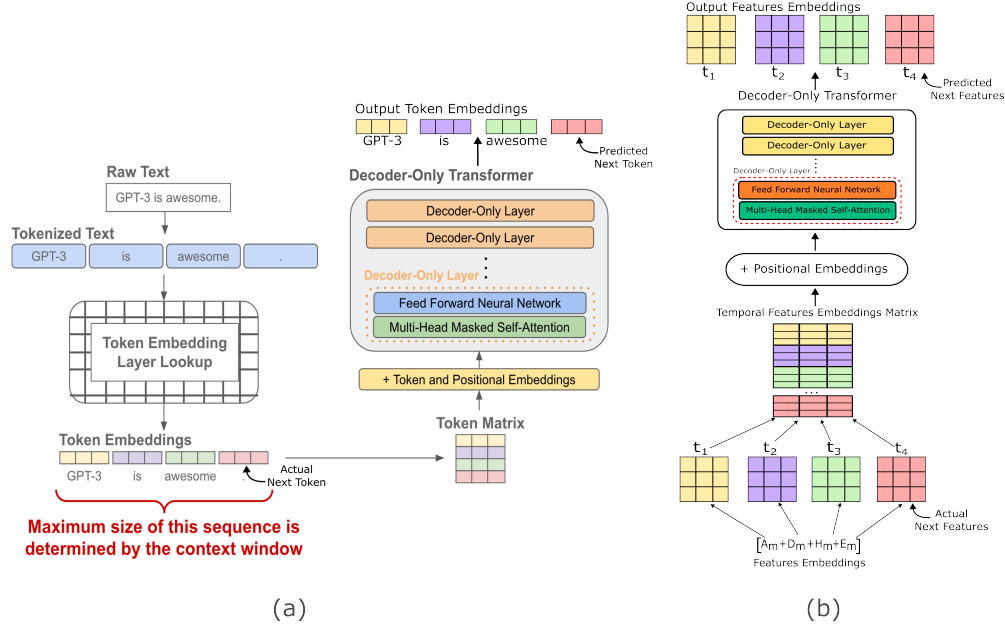 Raw Text
GPT-3 is awesome.
Tokenized Text
GPT-3
is
awesome
.
Token Embedding
Layer Lookup
Token Embeddings
GPT-3
is
awesome
.
Actual
Next Token
Maximum size of this sequence is
determined by the context window
Output Token Embeddings
GPT-3
is
awesome
Predicted
Next Token
Decoder-Only Transformer
Decoder-Only Layer
Decoder-Only Layer
Decoder-Only Layer
Feed Forward Neural Network
Multi-Head Masked Self-Attention
+ Token and Positional Embeddings
Token Matrix
(a)
Output Features Embeddings
t1
t2
t3
t4
Predicted
Next Features
Decoder-Only Transformer
Decoder-Only Layer
Decoder-Only Layer
Decoder-Only Layer
Feed Forward Neural Network
Multi-Head Masked Self-Attention
+ Positional Embeddings
Temporal Features Embeddings Matrix
...
t1
t2
t3
t4
Actual
Next Features
[Am+Dm+Hm+Em]
Features Embeddings
(b)